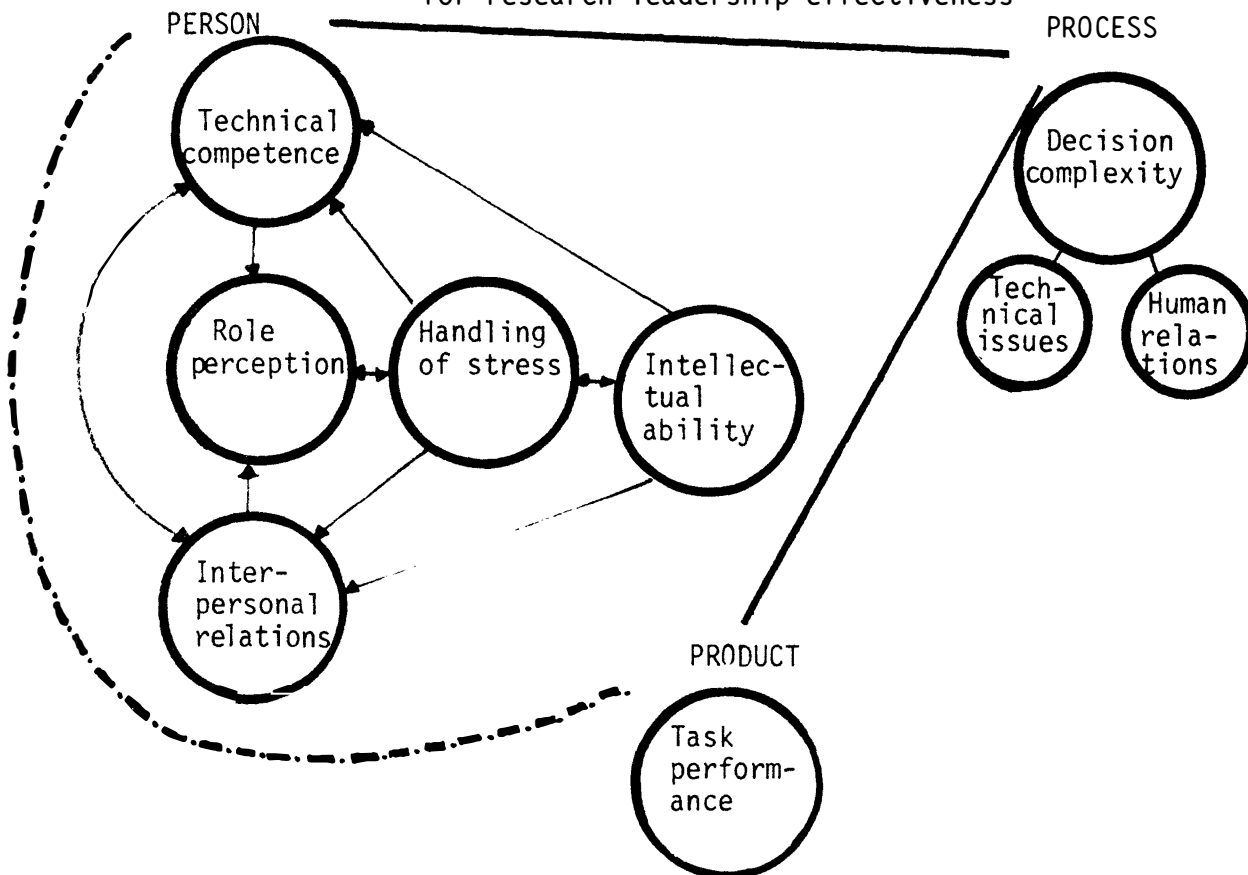 for research leadership effectiveness
PERSON
PROCESS
Technical
competence
Decision
complexity
Role
perception
Handling
of stress
Intellec-
tual
ability
Tech-
nical
issues
Human
rela-
tions
Inter-
personal
relations
PRODUCT
Task
perform-
ance